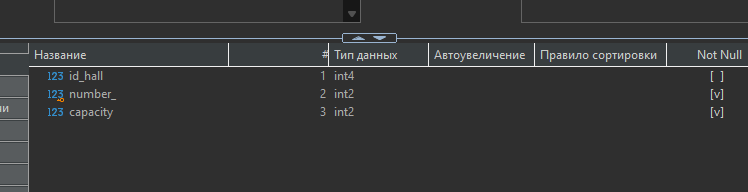 Название # Тип данных Автоувеличение Правило сортировки Not Null
123 id_hall 1 int4 [ ]
123 number_ 2 int2 [v]
ли
123 capacity 3 int2 [v]